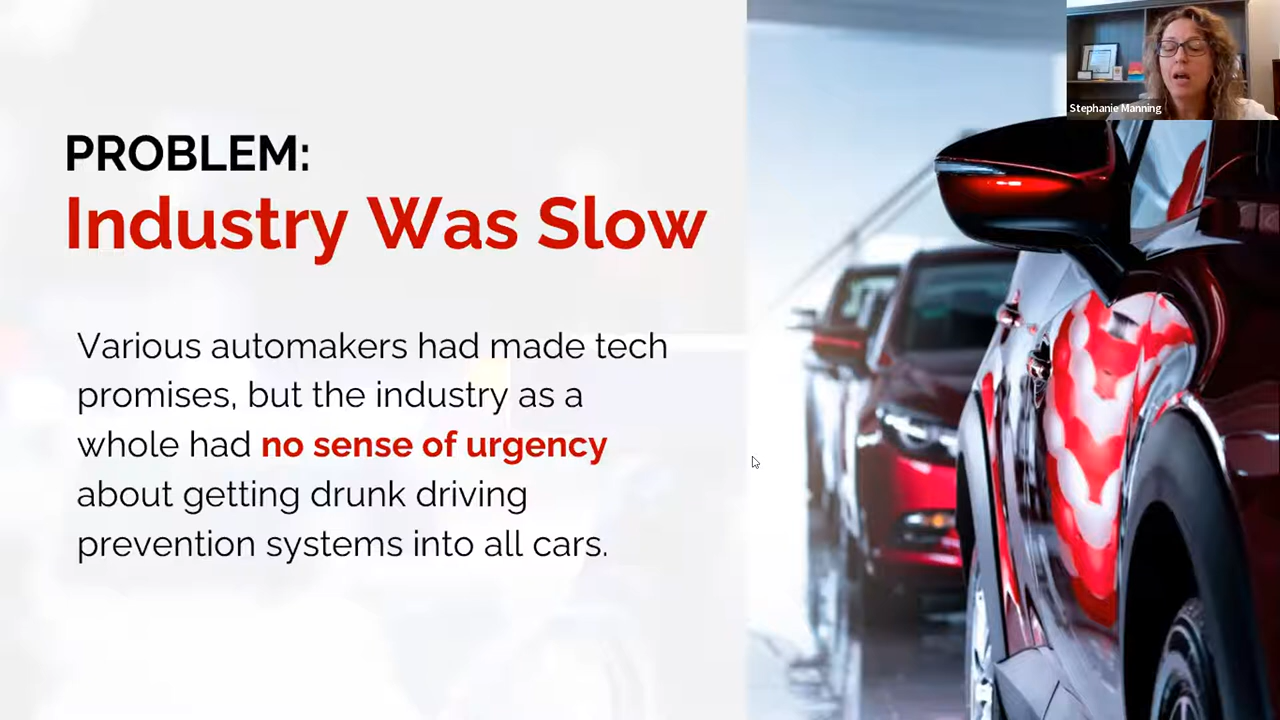 Stephanie Manning
PROBLEM:
Industry Was Slow
Various automakers had made tech
promises, but the industry as a
whole had no sense of urgency
about getting drunk driving
prevention systems into all cars.